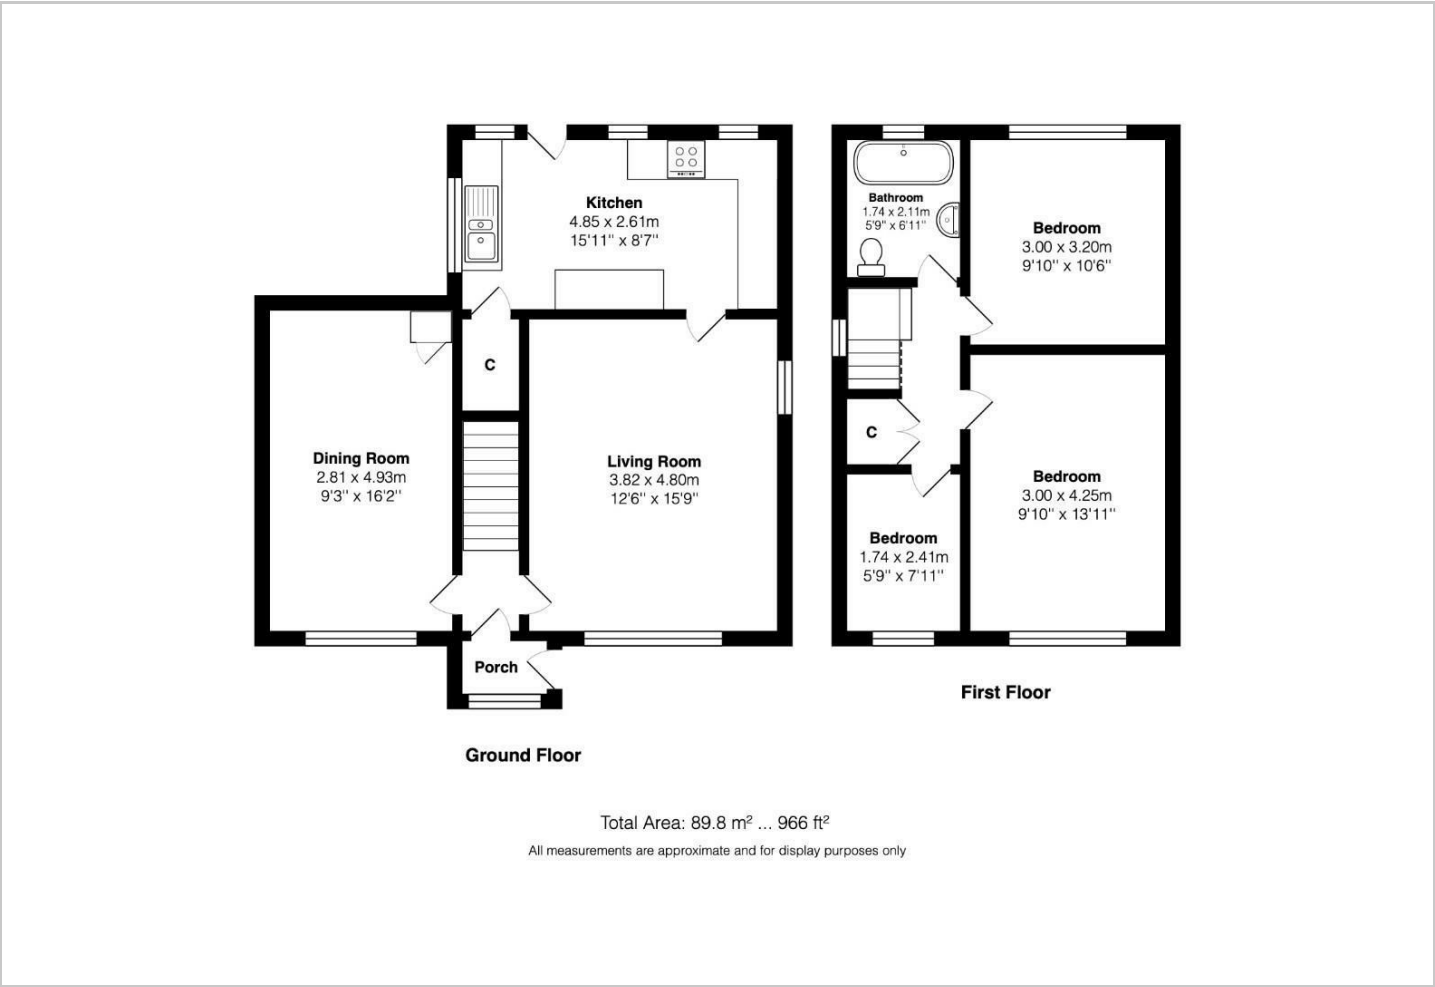 Kitchen
4.85 x 2.61m
15'11" x 8'7"
C
Dining Room
2.81 x 4.93m
9'3" x 16'2"
Living Room
3.82 x 4.80m
12'6" x 15'9"
Porch
Ground Floor
Bathroom
1.74 x 2.11m
5'9" x 6'11"
Bedroom
3.00 x 3.20m
9'10" x 10'6"
C
Bedroom
3.00 x 4.25m
9'10" x 13'11"
Bedroom
1.74 x 2.41m
5'9" x 7'11"
First Floor
Total Area: 89.8 m² ... 966 ft²
All measurements are approximate and for display purposes only